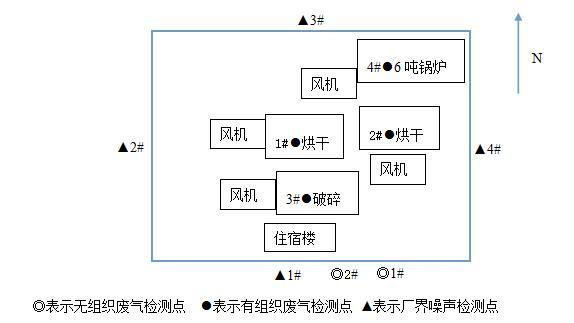 ▲3#
N
4#●6吨锅炉
风机
▲2#
风机
1#●烘干
2#●烘干
▲4#
风机
风机
3#●破碎
住宿楼
▲1#
◎2#
◎1#
◎表示无组织废气检测点 ●表示有组织废气检测点 ▲表示厂界噪声检测点